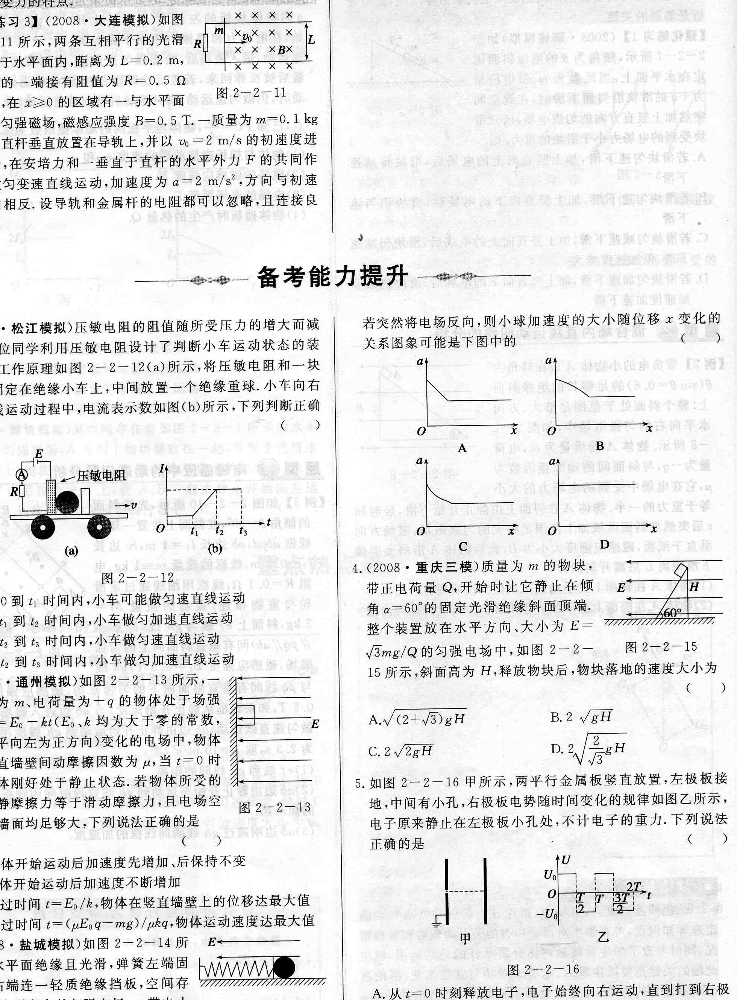 变力的特点.
练习 3】(2008·大连模拟)如图
11 所示,两条互相平行的光滑
于水平面内,距离为 L=0.2 m,
的一端接有阻值为 R=0.5 Ω
,在 x≥0 的区域有一与水平面
匀强磁场,磁感应强度 B=0.5 T. 一质量为 m=0.1 kg
直杆垂直放置在导轨上,并以 v₀=2 m/s 的初速度进
,在安培力和一垂直于直杆的水平外力 F 的共同作
匀变速直线运动,加速度为 a=2 m/s²,方向与初速
相反. 设导轨和金属杆的电阻都可以忽略,且连接良
R
m
v₀
B
L
图 2-2-11
备考能力提升
·松江模拟)压敏电阻的阻值随所受压力的增大而减
位同学利用压敏电阻设计了判断小车运动状态的装
工作原理如图 2-2-12(a)所示,将压敏电阻和一块
固定在绝缘小车上,中间放置一个绝缘重球. 小车向右
线运动过程中,电流表示数如图(b)所示,下列判断正确
( )
E
A
R
压敏电阻
v
(a)
I
O
t₁ t₂ t₃
t
(b)
图 2-2-12
0 到 t₁ 时间内,小车可能做匀速直线运动
t₁ 到 t₂ 时间内,小车做匀加速直线运动
t₂ 到 t₃ 时间内,小车做匀速直线运动
t₂ 到 t₃ 时间内,小车做匀加速直线运动
·通州模拟)如图 2-2-13 所示,一
为 m、电荷量为+q 的物体处于场强
=E₀-kt(E₀、k 均为大于零的常数,
平向左为正方向)变化的电场中,物体
直墙壁间动摩擦因数为 μ,当 t=0 时
体刚好处于静止状态. 若物体所受的
静摩擦力等于滑动摩擦力,且电场空
墙面均足够大,下列说法正确的是
( )
E
图 2-2-13
体开始运动后加速度先增加、后保持不变
体开始运动后加速度不断增加
过时间 t=E₀/k,物体在竖直墙壁上的位移达最大值
过时间 t=(μE₀q-mg)/μkq,物体运动速度达最大值
8·盐城模拟)如图 2-2-14 所
水平面绝缘且光滑,弹簧左端固
右端连一轻质绝缘挡板,空间存
E
若突然将电场反向,则小球加速度的大小随位移 x 变化的
关系图象可能是下图中的 ( )
a
O
x
A
a
O
x
B
a
O
x
C
a
O
x
D
4. (2008·重庆三模)质量为 m 的物块,
带正电荷量 Q,开始时让它静止在倾
角 α=60°的固定光滑绝缘斜面顶端.
整个装置放在水平方向、大小为 E=
√3mg/Q 的匀强电场中,如图 2-2-
15 所示,斜面高为 H,释放物块后,物块落地的速度大小为
( )
E
H
60°
图 2-2-15
A. √((2+√3)gH) B. 2 √(gH)
C. 2 √(2gH) D. 2√((2/√3)gH)
5. 如图 2-2-16 甲所示,两平行金属板竖直放置,左极板接
地,中间有小孔,右极板电势随时间变化的规律如图乙所示,
电子原来静止在左极板小孔处,不计电子的重力. 下列说法
正确的是 ( )
甲
U
U₀
O
-U₀
T/2 T 3T/2 2T
t
乙
图 2-2-16
A. 从 t=0 时刻释放电子,电子始终向右运动,直到打到右极